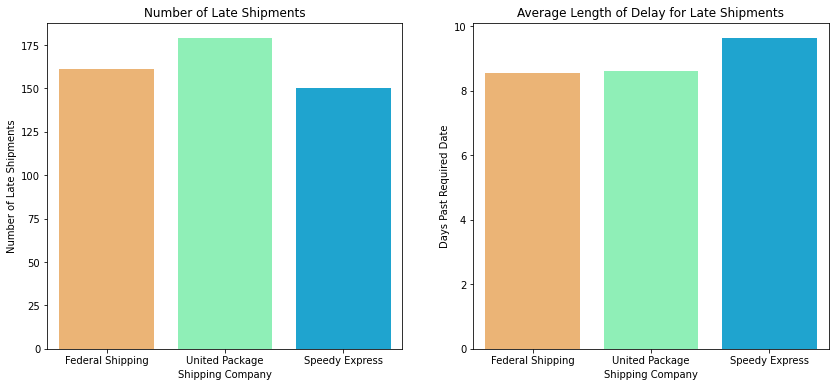 Number of Late Shipments
Number of Late Shipments
175
150
125
100
75
50
25
0
Federal Shipping
United Package
Speedy Express
Shipping Company
Average Length of Delay for Late Shipments
Days Past Required Date
10
8
6
4
2
0
Federal Shipping
United Package
Speedy Express
Shipping Company